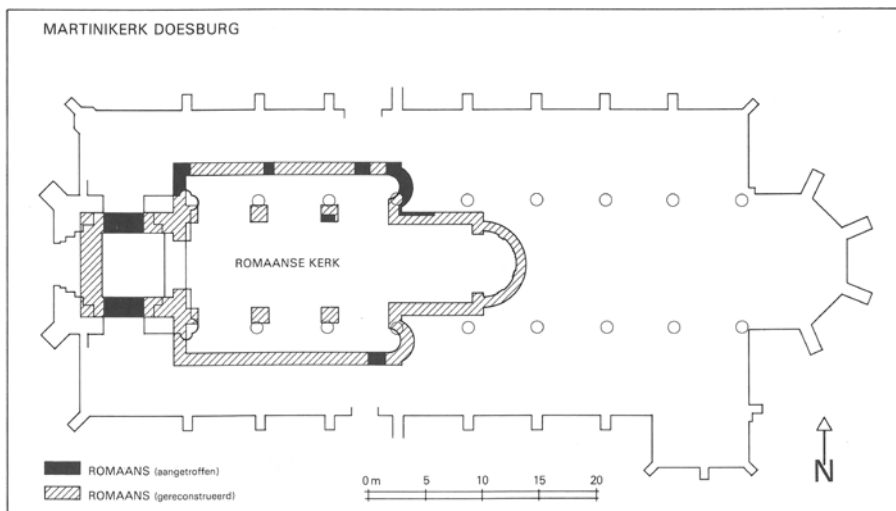 MARTINIKERK DOESBURG
ROMAANSE KERK
ROMAANS (aangetroffen)
ROMAANS (gereconstrueerd)
0 m 5 10 15 20
N